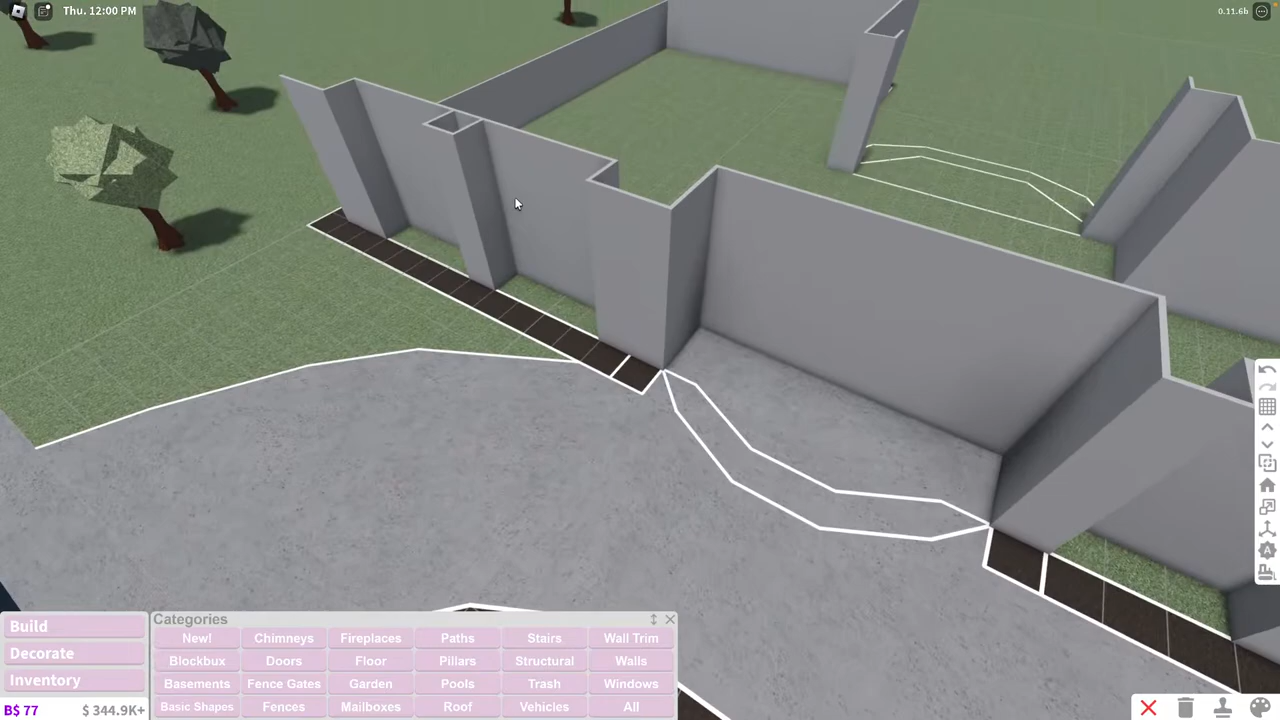 Thu. 12:00 PM
0.11.6b
Build
Decorate
Inventory
B$ 77
$ 344.9K+
Categories
New! Chimneys Fireplaces Paths Stairs Wall Trim
Blockbux Doors Floor Pillars Structural Walls
Basements Fence Gates Garden Pools Trash Windows
Basic Shapes Fences Mailboxes Roof Vehicles All